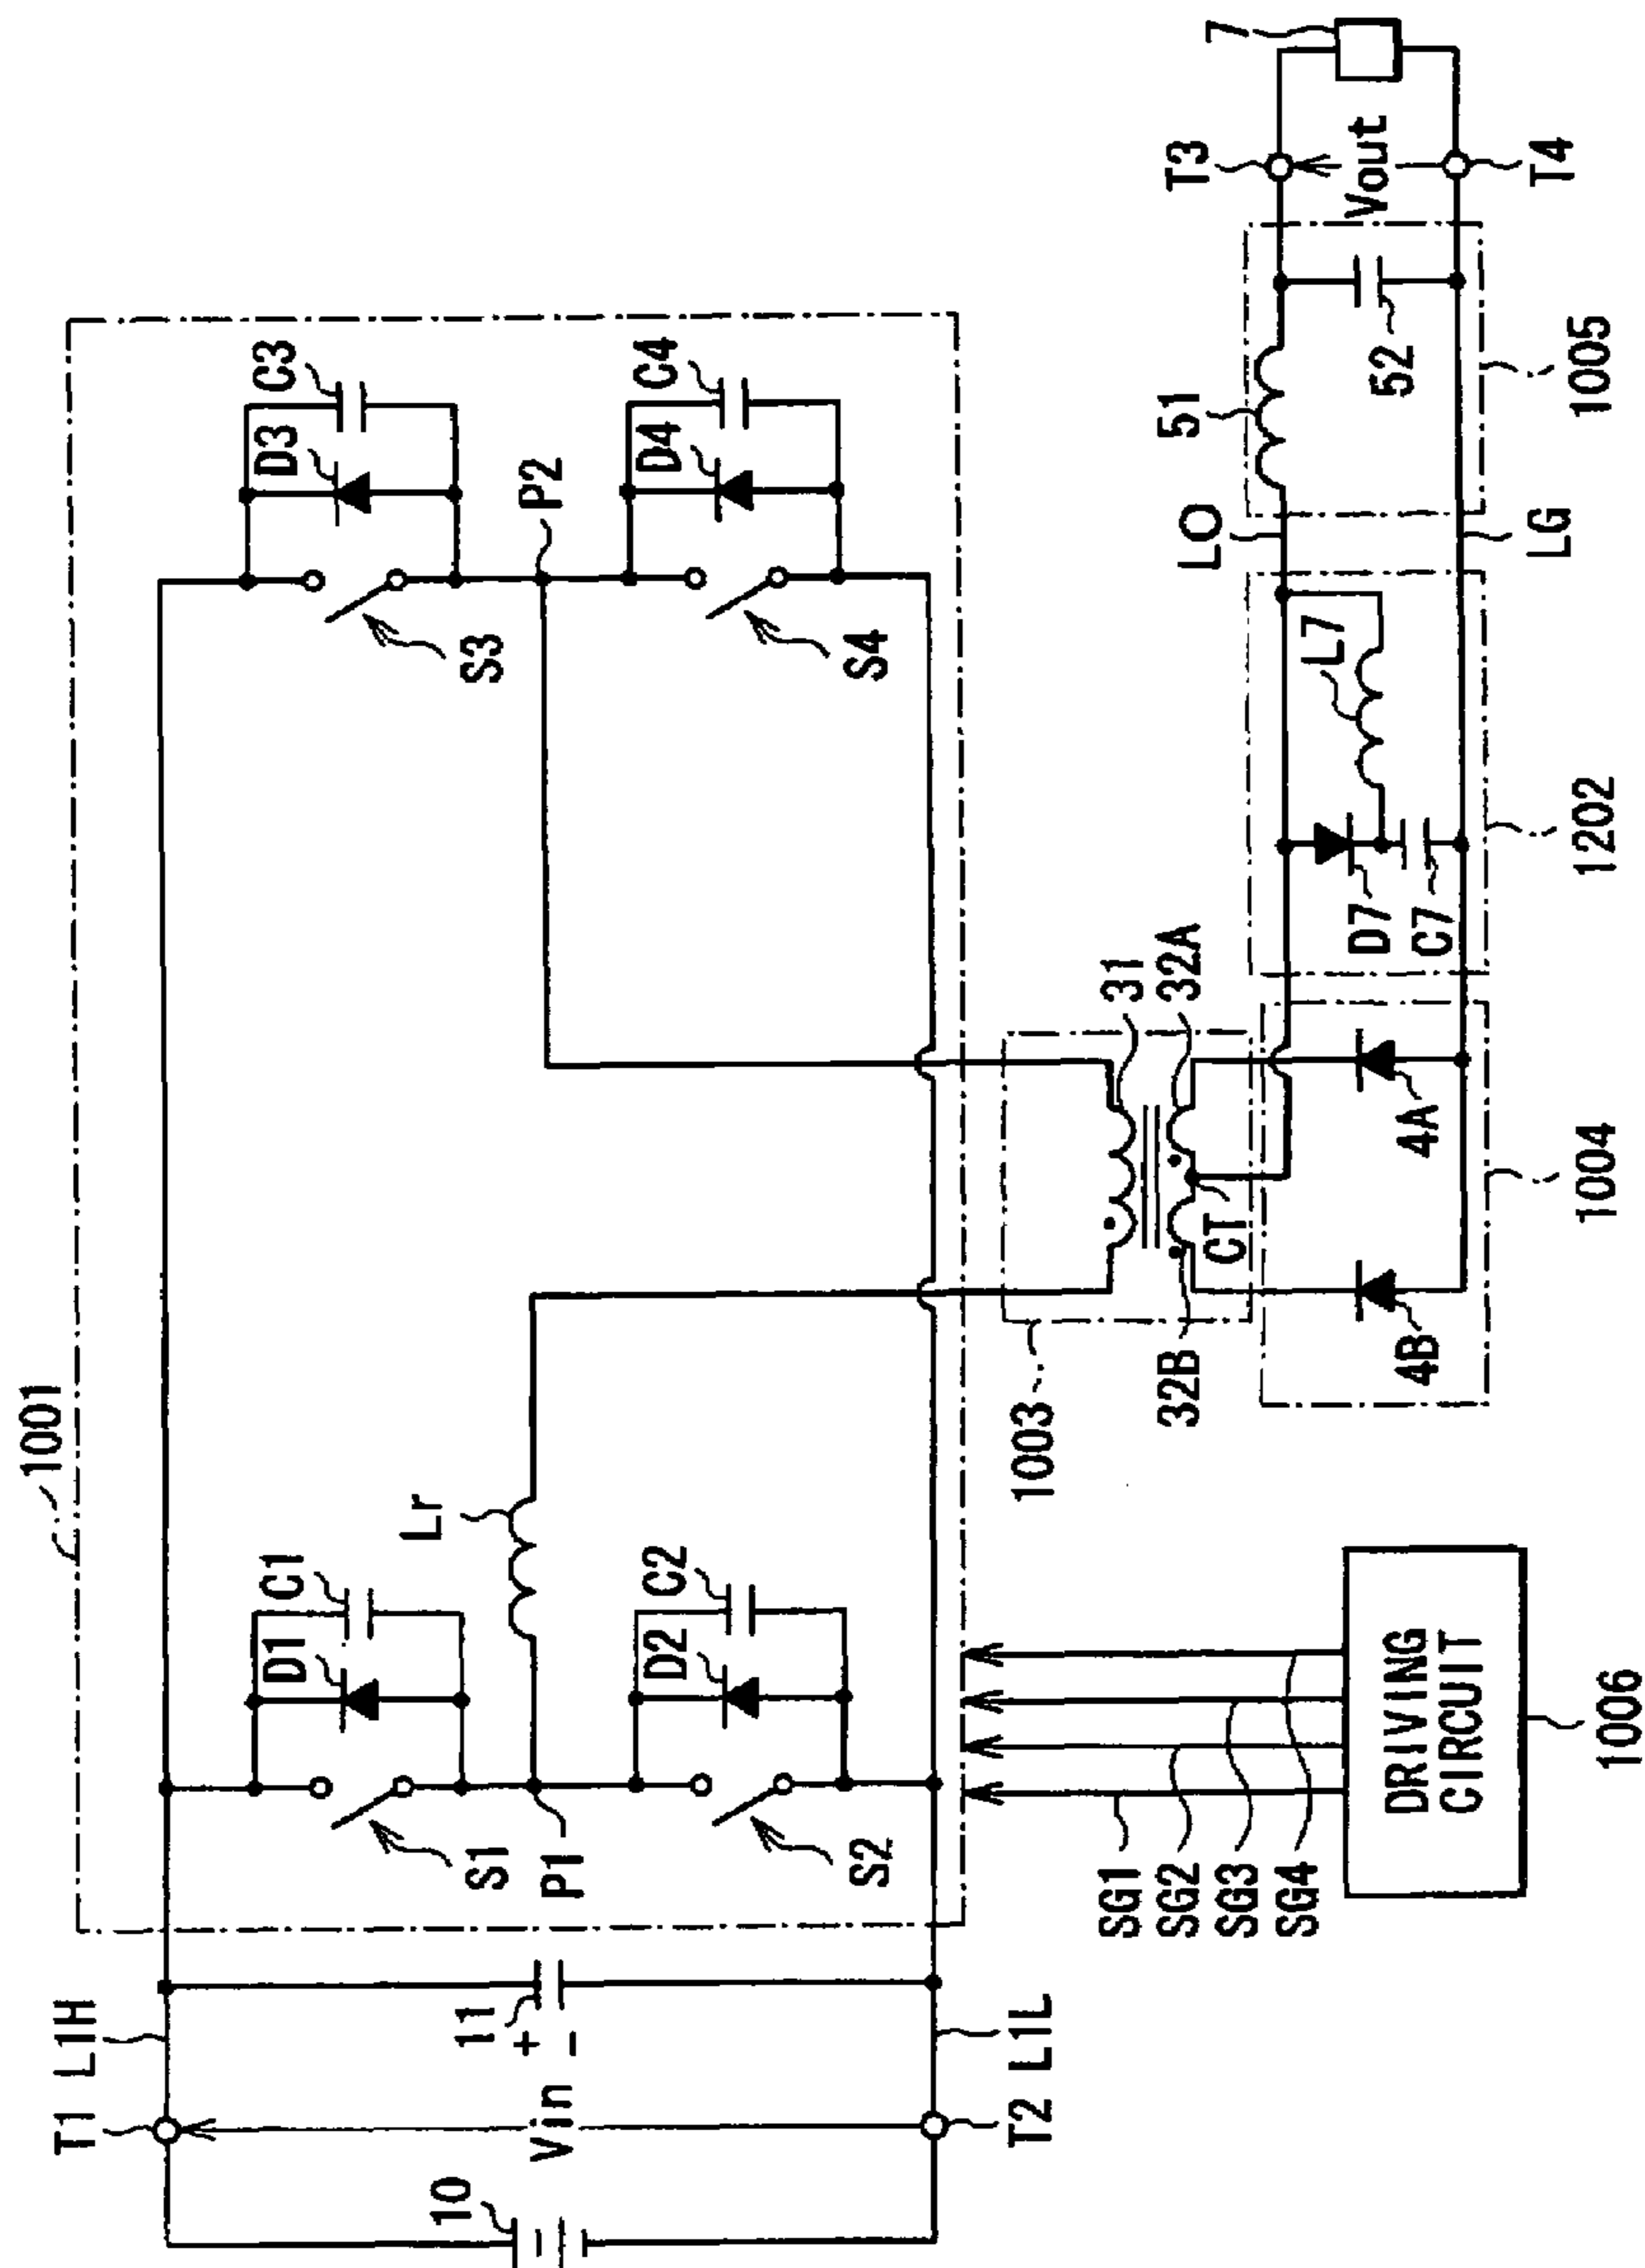 1001
T1
L1H
10
Vin
11
+
-
T2
L1L
S1
D1
C1
P1
Lr
S2
D2
C2
S3
D3
C3
P2
S4
D4
C4
SG1
SG2
SG3
SG4
DRIVING
CIRCUIT
1006
1003
31
32A
32B
CT
4A
4B
1004
D7
C7
L7
1202
LO
LG
51
52
1005
T3
Vout
T4
7